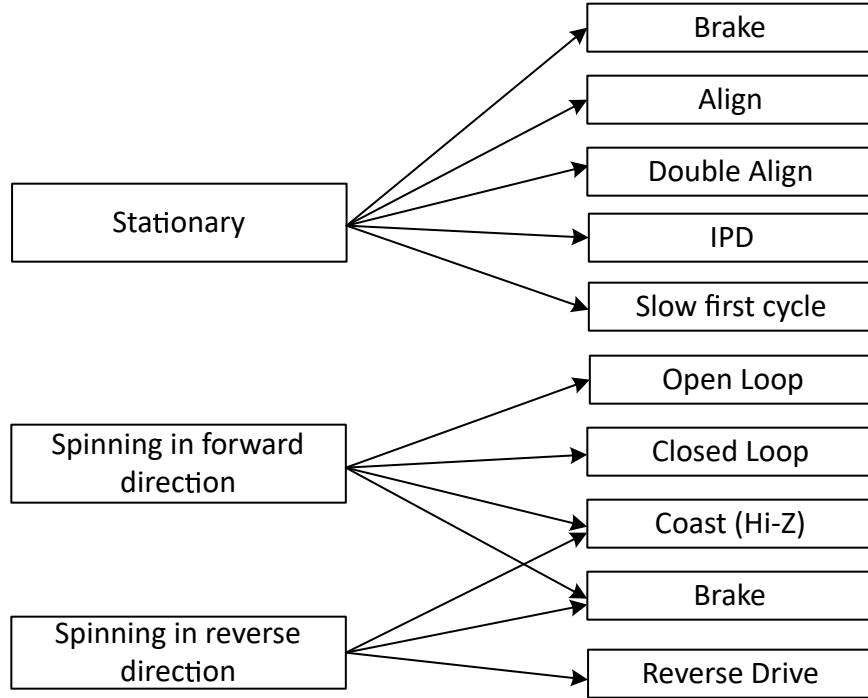 Brake
Align
Double Align
Stationary
IPD
Slow first cycle
Open Loop
Spinning in forward
direction
Closed Loop
Coast (Hi-Z)
Brake
Spinning in reverse
direction
Reverse Drive